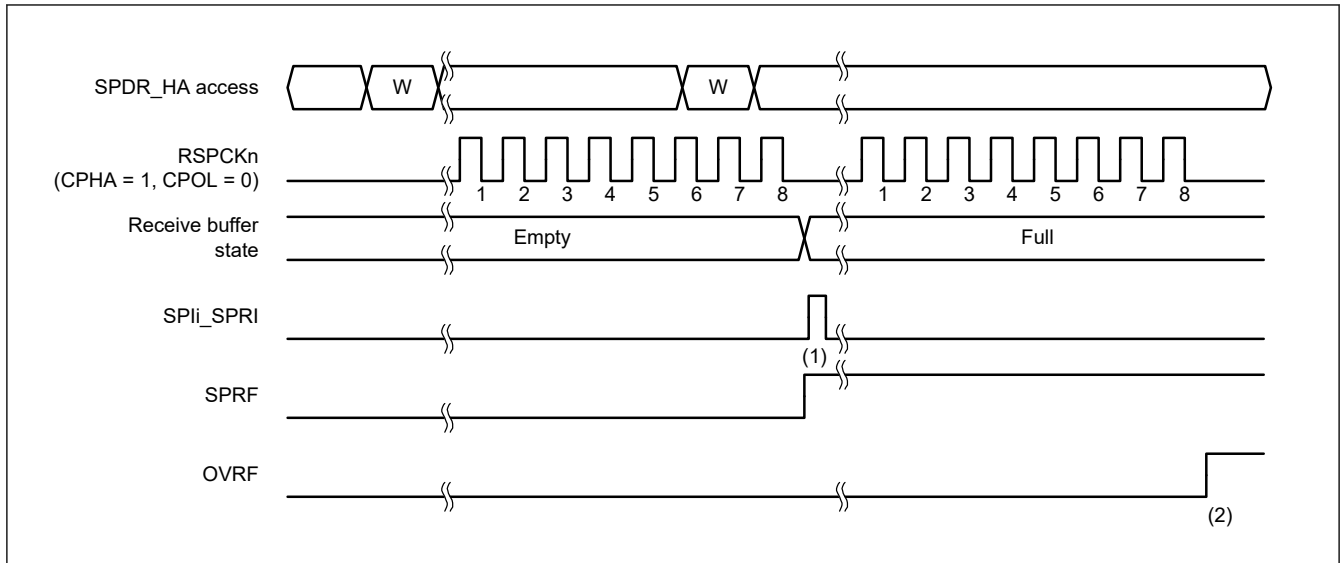 SPDR_HA access
W
W
RSPCKn
(CPHA = 1, CPOL = 0)
1 2 3 4 5 6 7 8
1 2 3 4 5 6 7 8
Receive buffer
state
Empty
Full
SPIi_SPRI
(1)
SPRF
OVRF
(2)